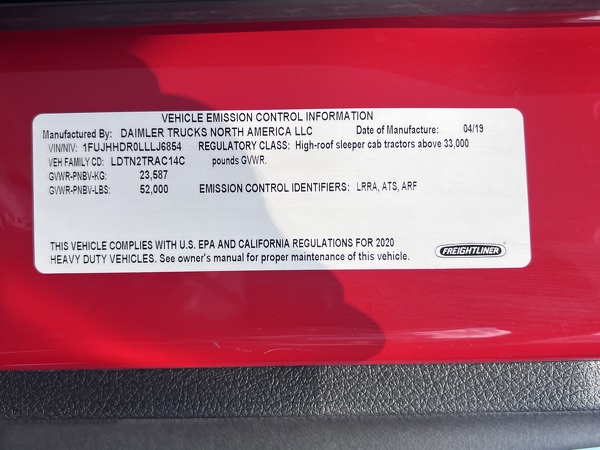 VEHICLE EMISSION CONTROL INFORMATION
Manufactured By: DAIMLER TRUCKS NORTH AMERICA LLC Date of Manufacture: 04/19
VIN/NIV: 1FUJHHDR0LLLJ6854 REGULATORY CLASS: High-roof sleeper cab tractors above 33,000
VEH FAMILY CD: LDTN2TRAC14C pounds GVWR.
GVWR-PNBV-KG: 23,587
GVWR-PNBV-LBS: 52,000 EMISSION CONTROL IDENTIFIERS: LRRA, ATS, ARF
THIS VEHICLE COMPLIES WITH U.S. EPA AND CALIFORNIA REGULATIONS FOR 2020
HEAVY DUTY VEHICLES. See owner's manual for proper maintenance of this vehicle.
FREIGHTLINER